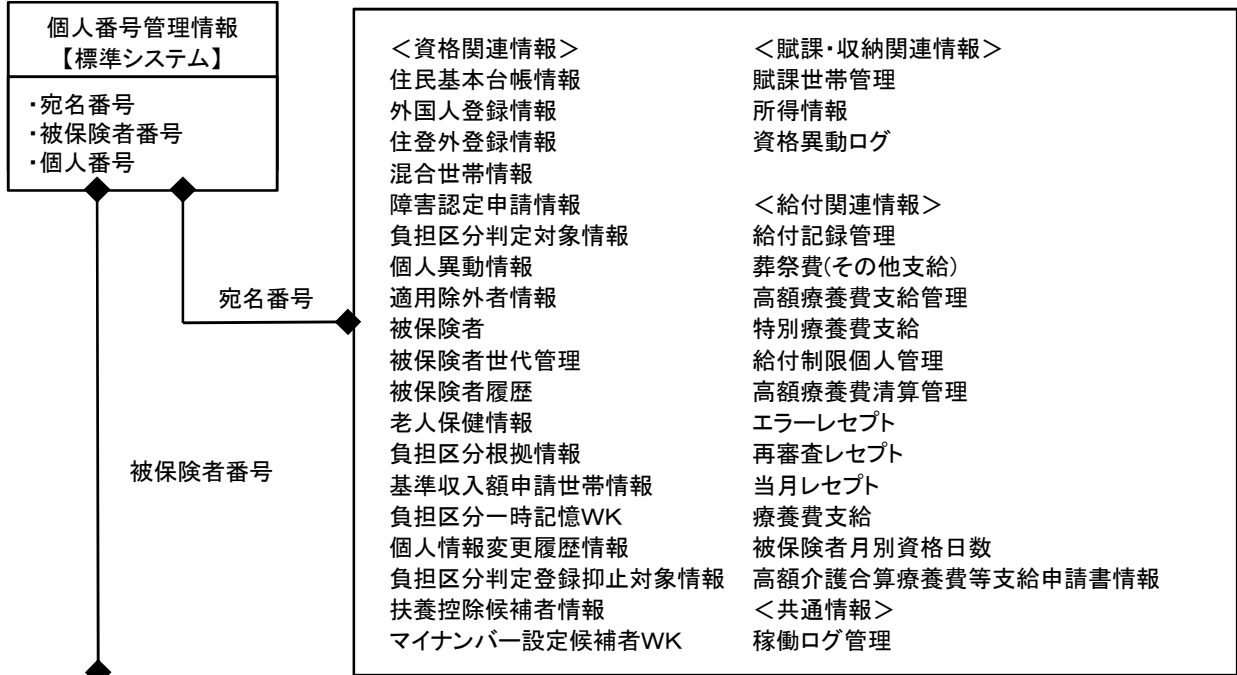 個人番号管理情報
【標準システム】
・宛名番号
・被保険者番号
・個人番号
宛名番号
被保険者番号
＜資格関連情報＞
住民基本台帳情報
外国人登録情報
住登外登録情報
混合世帯情報
障害認定申請情報
負担区分判定対象情報
個人異動情報
適用除外者情報
被保険者
被保険者世代管理
被保険者履歴
老人保健情報
負担区分根拠情報
基準収入額申請世帯情報
負担区分一時記憶ＷＫ
個人情報変更履歴情報
負担区分判定登録抑止対象情報
扶養控除候補者情報
マイナンバー設定候補者ＷＫ
＜賦課・収納関連情報＞
賦課世帯管理
所得情報
資格異動ログ
＜給付関連情報＞
給付記録管理
葬祭費(その他支給)
高額療養費支給管理
特別療養費支給
給付制限個人管理
高額療養費清算管理
エラーレセプト
再審査レセプト
当月レセプト
療養費支給
被保険者月別資格日数
高額介護合算療養費等支給申請書情報
＜共通情報＞
稼働ログ管理